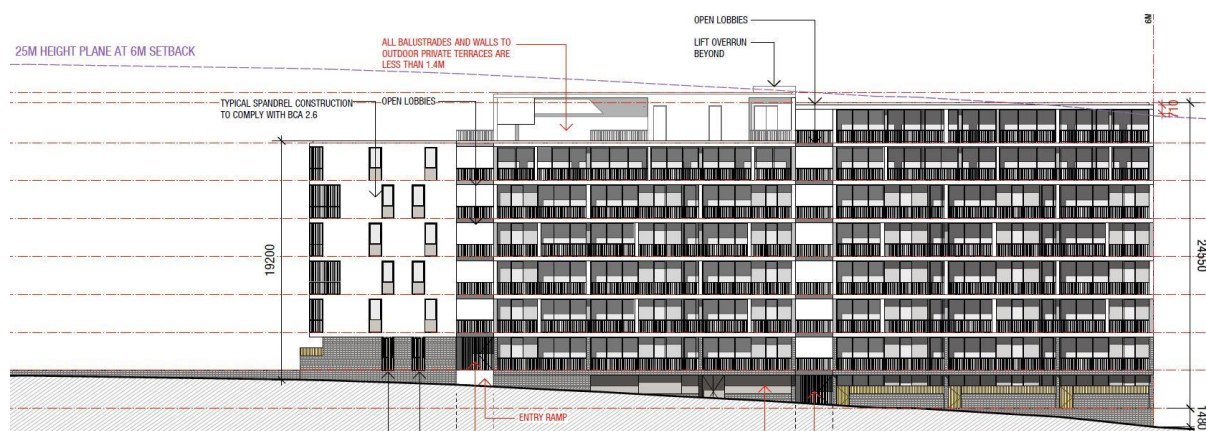 OPEN LOBBIES
6M
25M HEIGHT PLANE AT 6M SETBACK
ALL BALUSTRADES AND WALLS TO
OUTDOOR PRIVATE TERRACES ARE
LESS THAN 1.4M
LIFT OVERRUN
BEYOND
TYPICAL SPANDREL CONSTRUCTION
TO COMPLY WITH BCA 2.6
OPEN LOBBIES
710
19200
24550
ENTRY RAMP
1480